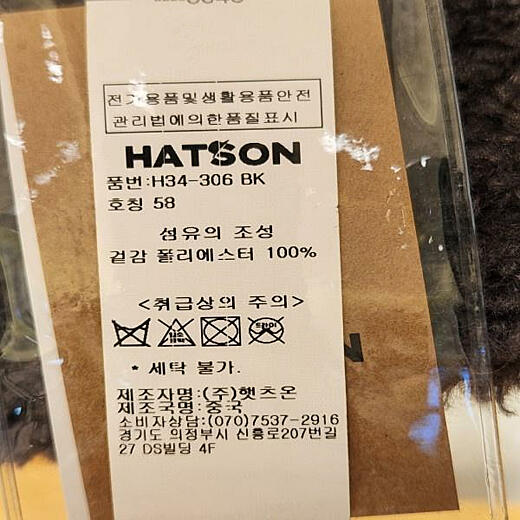 전기용품및생활용품안전
관리법에의한품질표시
HATSON
품번:H34-306 BK
호칭 58
섬유의 조성
겉감 폴리에스터 100%
<취급상의 주의>
* 세탁 불가.
제조자명:(주)햇츠온
제조국명:중국
소비자상담:(070)7537-2916
경기도 의정부시 신흥로207번길
27 DS빌딩 4F